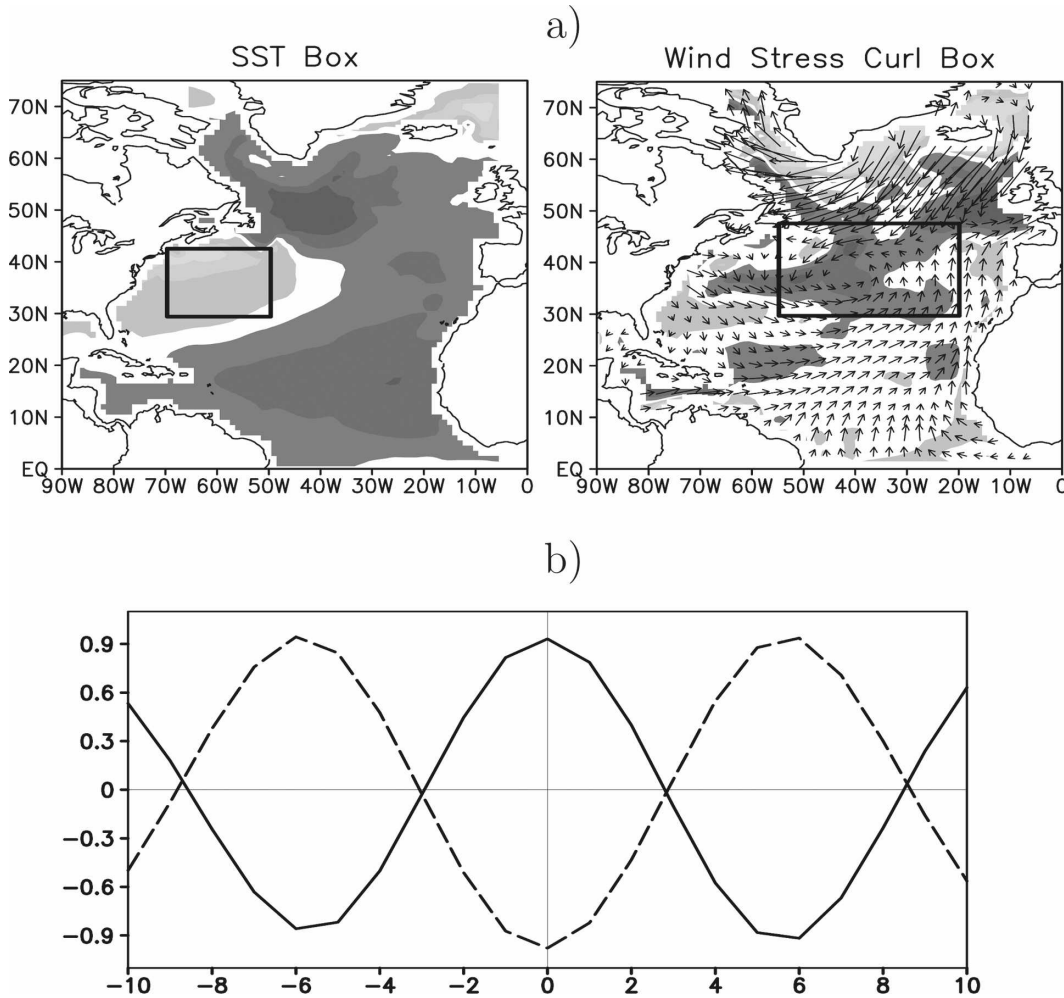 a)
SST Box
Wind Stress Curl Box
70N
60N
50N
40N
30N
20N
10N
EQ
90W 80W 70W 60W 50W 40W 30W 20W 10W 0
70N
60N
50N
40N
30N
20N
10N
EQ
90W 80W 70W 60W 50W 40W 30W 20W 10W 0
b)
0.9
0.6
0.3
0
-0.3
-0.6
-0.9
-10 -8 -6 -4 -2 0 2 4 6 8 10